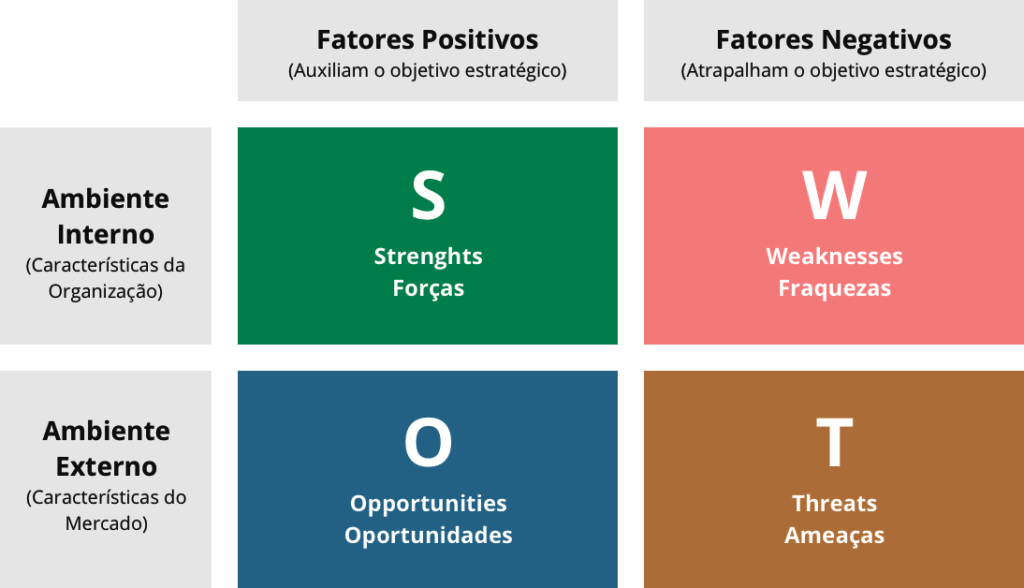 Fatores Positivos
(Auxiliam o objetivo estratégico)
Fatores Negativos
(Atrapalham o objetivo estratégico)
Ambiente
Interno
(Características da
Organização)
S
Strenghts
Forças
W
Weaknesses
Fraquezas
Ambiente
Externo
(Características do
Mercado)
O
Opportunities
Oportunidades
T
Threats
Ameaças